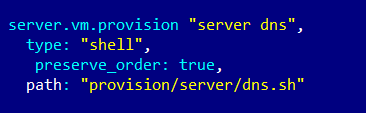 server.vm.provision "server dns",
  type: "shell",
   preserve_order: true,
  path: "provision/server/dns.sh"